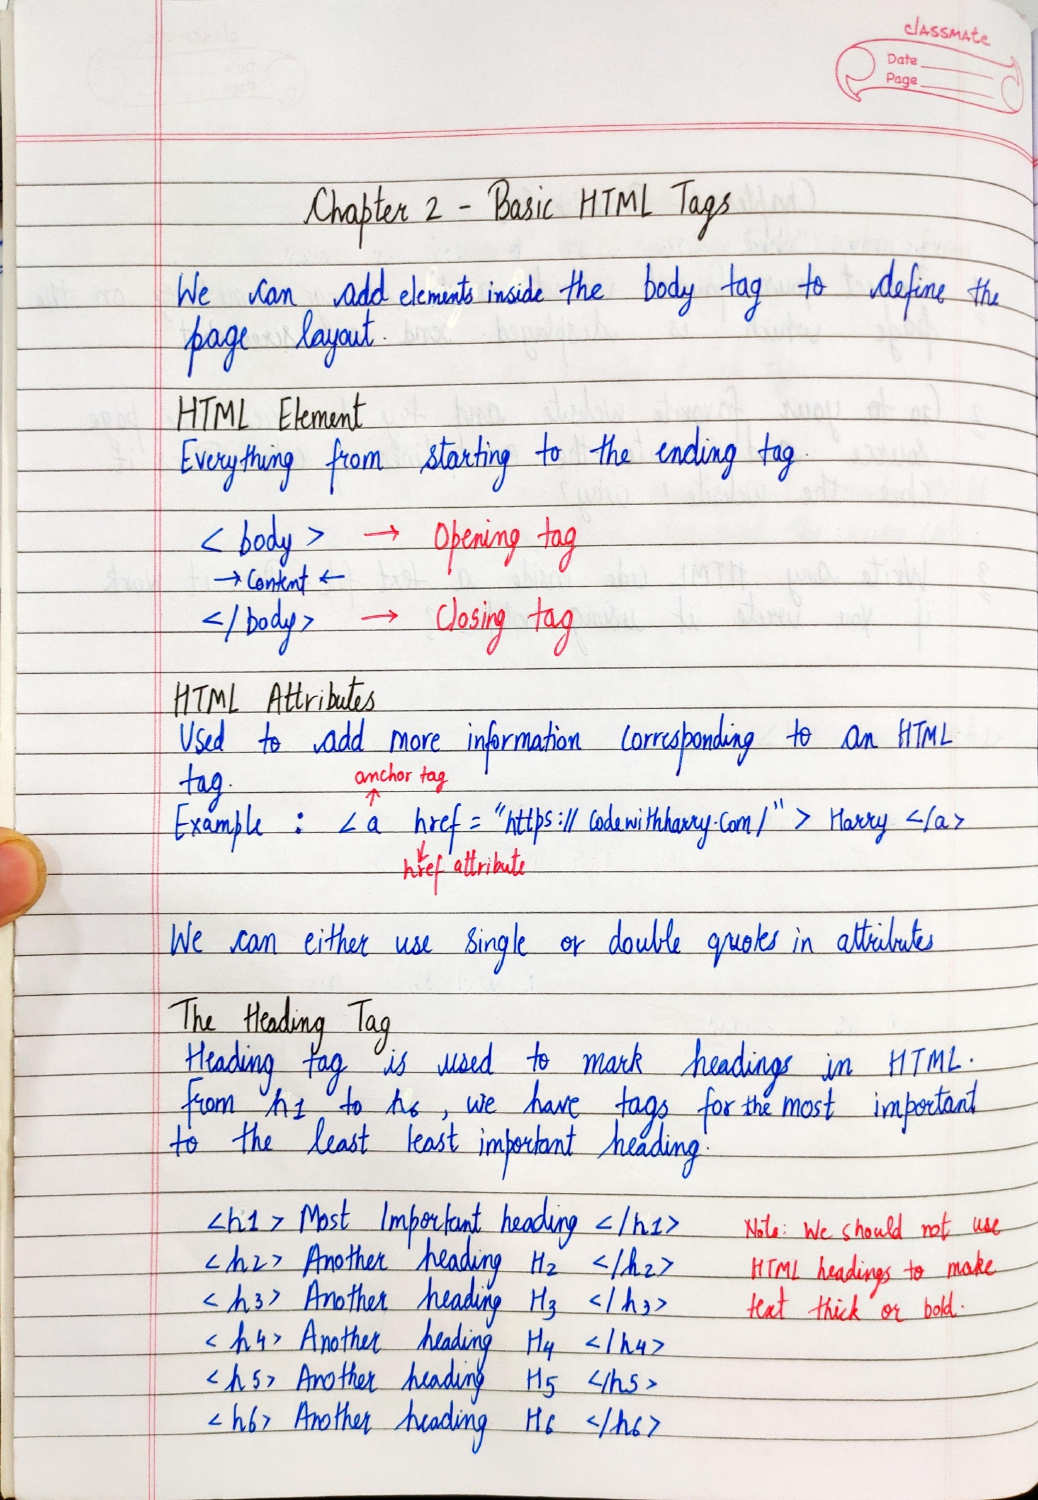 classmate
Date
Page
Chapter 2 - Basic HTML Tags
We can add elements inside the body tag to define the
page layout.
HTML Element
Everything from starting to the ending tag.
< body > → Opening tag
→ Content ←
</ body> → Closing tag
HTML Attributes
Used to add more information corresponding to an HTML
tag.
anchor tag
Example : < a href = "https:// codewithharry.com/" > Harry </a>
href attribute
We can either use single or double quotes in attributes
The Heading Tag
Heading tag is used to mark headings in HTML.
From h1 to h6, we have tags for the most important
to the least least important heading.
<h1> Most Important heading </h1>
<h2> Another heading H2 </h2>
<h3> Another heading H3 </h3>
<h4> Another heading H4 </h4>
<h5> Another heading H5 </h5>
<h6> Another heading H6 </h6>
Note: We should not use
HTML headings to make
text thick or bold.